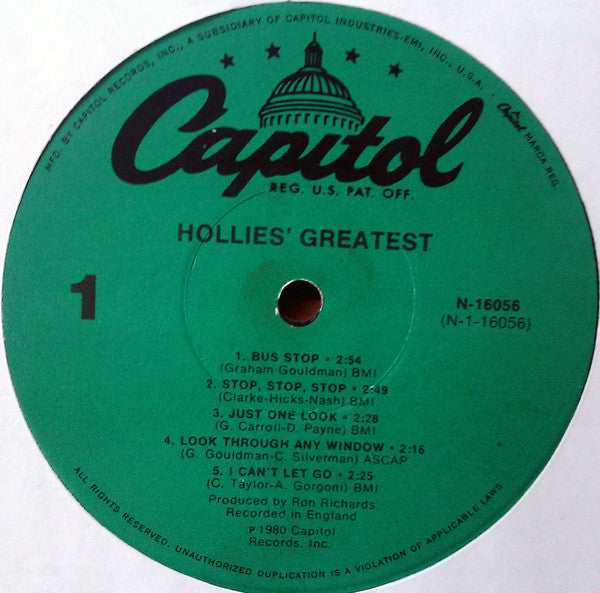 MFD. BY CAPITOL RECORDS, INC., A SUBSIDIARY OF CAPITOL INDUSTRIES-EMI, INC., U.S.A.
Capitol MARCA REG.
Capitol
REG. U.S. PAT. OFF.
HOLLIES' GREATEST
1
N-16056
(N-1-16056)
1. BUS STOP • 2:54
(Graham Gouldman) BMI
2. STOP, STOP, STOP • 2:49
(Clarke-Hicks-Nash) BMI
3. JUST ONE LOOK • 2:28
(G. Carroll-D. Payne) BMI
4. LOOK THROUGH ANY WINDOW • 2:16
(G. Gouldman-C. Silverman) ASCAP
5. I CAN'T LET GO • 2:25
(C. Taylor-A. Gorgoni) BMI
Produced by Ron Richards
Recorded in England
℗ 1980 Capitol
Records, Inc.
ALL RIGHTS RESERVED. UNAUTHORIZED DUPLICATION IS A VIOLATION OF APPLICABLE LAWS